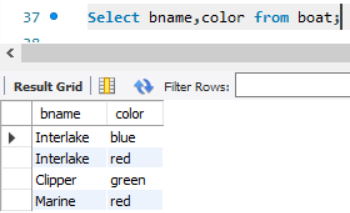 37 Select bname,color from boat;
38
Result Grid Filter Rows:
bname color
Interlake blue
Interlake red
Clipper green
Marine red